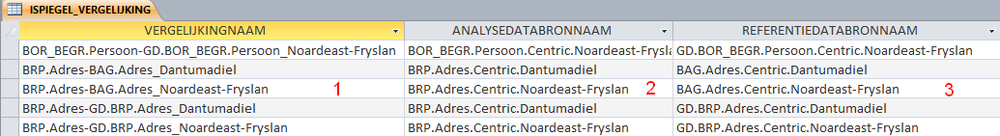 ISPIEGEL_VERGELIJKING
VERGELIJKINGNAAM ANALYSEDATABRONNAAM REFERENTIEDATABRONNAAM
BOR_BEGR.Persoon-GD.BOR_BEGR.Persoon_Noardeast-Fryslan BOR_BEGR.Persoon.Centric.Noardeast-Frysla GD.BOR_BEGR.Persoon.Centric.Noardeast-Fryslan
BRP.Adres-BAG.Adres_Dantumadiel BRP.Adres.Centric.Dantumadiel BAG.Adres.Centric.Dantumadiel
BRP.Adres-BAG.Adres_Noardeast-Fryslan 1 BRP.Adres.Centric.Noardeast-Fryslan 2 BAG.Adres.Centric.Noardeast-Fryslan 3
BRP.Adres-GD.BRP.Adres_Dantumadiel BRP.Adres.Centric.Dantumadiel GD.BRP.Adres.Centric.Dantumadiel
BRP.Adres-GD.BRP.Adres_Noardeast-Fryslan BRP.Adres.Centric.Noardeast-Fryslan GD.BRP.Adres.Centric.Noardeast-Fryslan